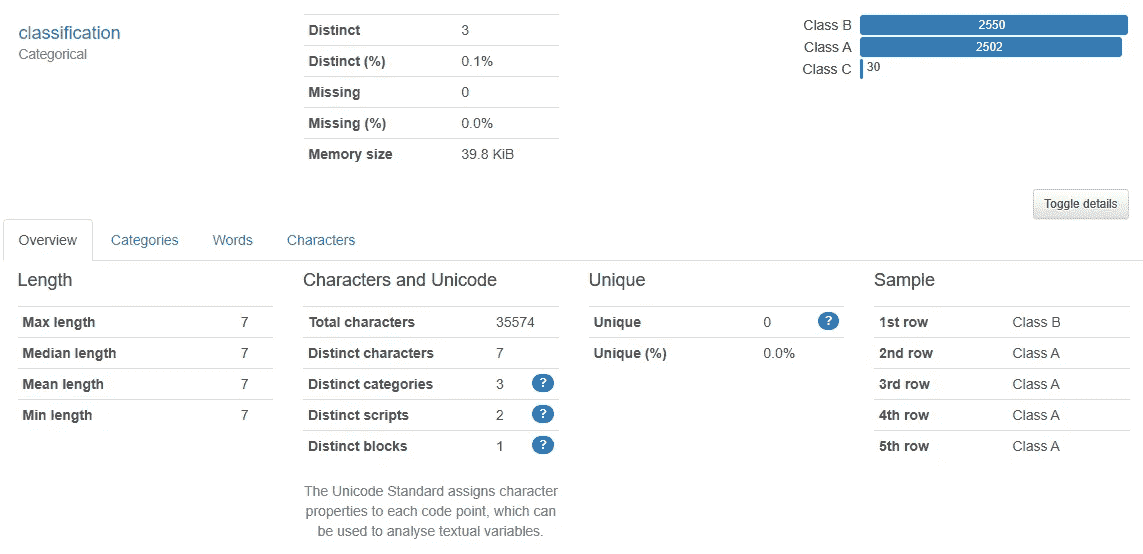 classification
Categorical
Distinct 3
Distinct (%) 0.1%
Missing 0
Missing (%) 0.0%
Memory size 39.8 KiB
Class B 2550
Class A 2502
Class C 30
Toggle details
Overview Categories Words Characters
Length
Max length 7
Median length 7
Mean length 7
Min length 7
Characters and Unicode
Total characters 35574
Distinct characters 7
Distinct categories 3 ?
Distinct scripts 2 ?
Distinct blocks 1 ?
The Unicode Standard assigns character
properties to each code point, which can
be used to analyse textual variables.
Unique
Unique 0 ?
Unique (%) 0.0%
Sample
1st row Class B
2nd row Class A
3rd row Class A
4th row Class A
5th row Class A